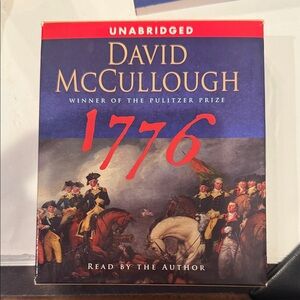 UNABRIDGED
DAVID
MCCULLOUGH
WINNER OF THE PULITZER PRIZE
1776
READ BY THE AUTHOR